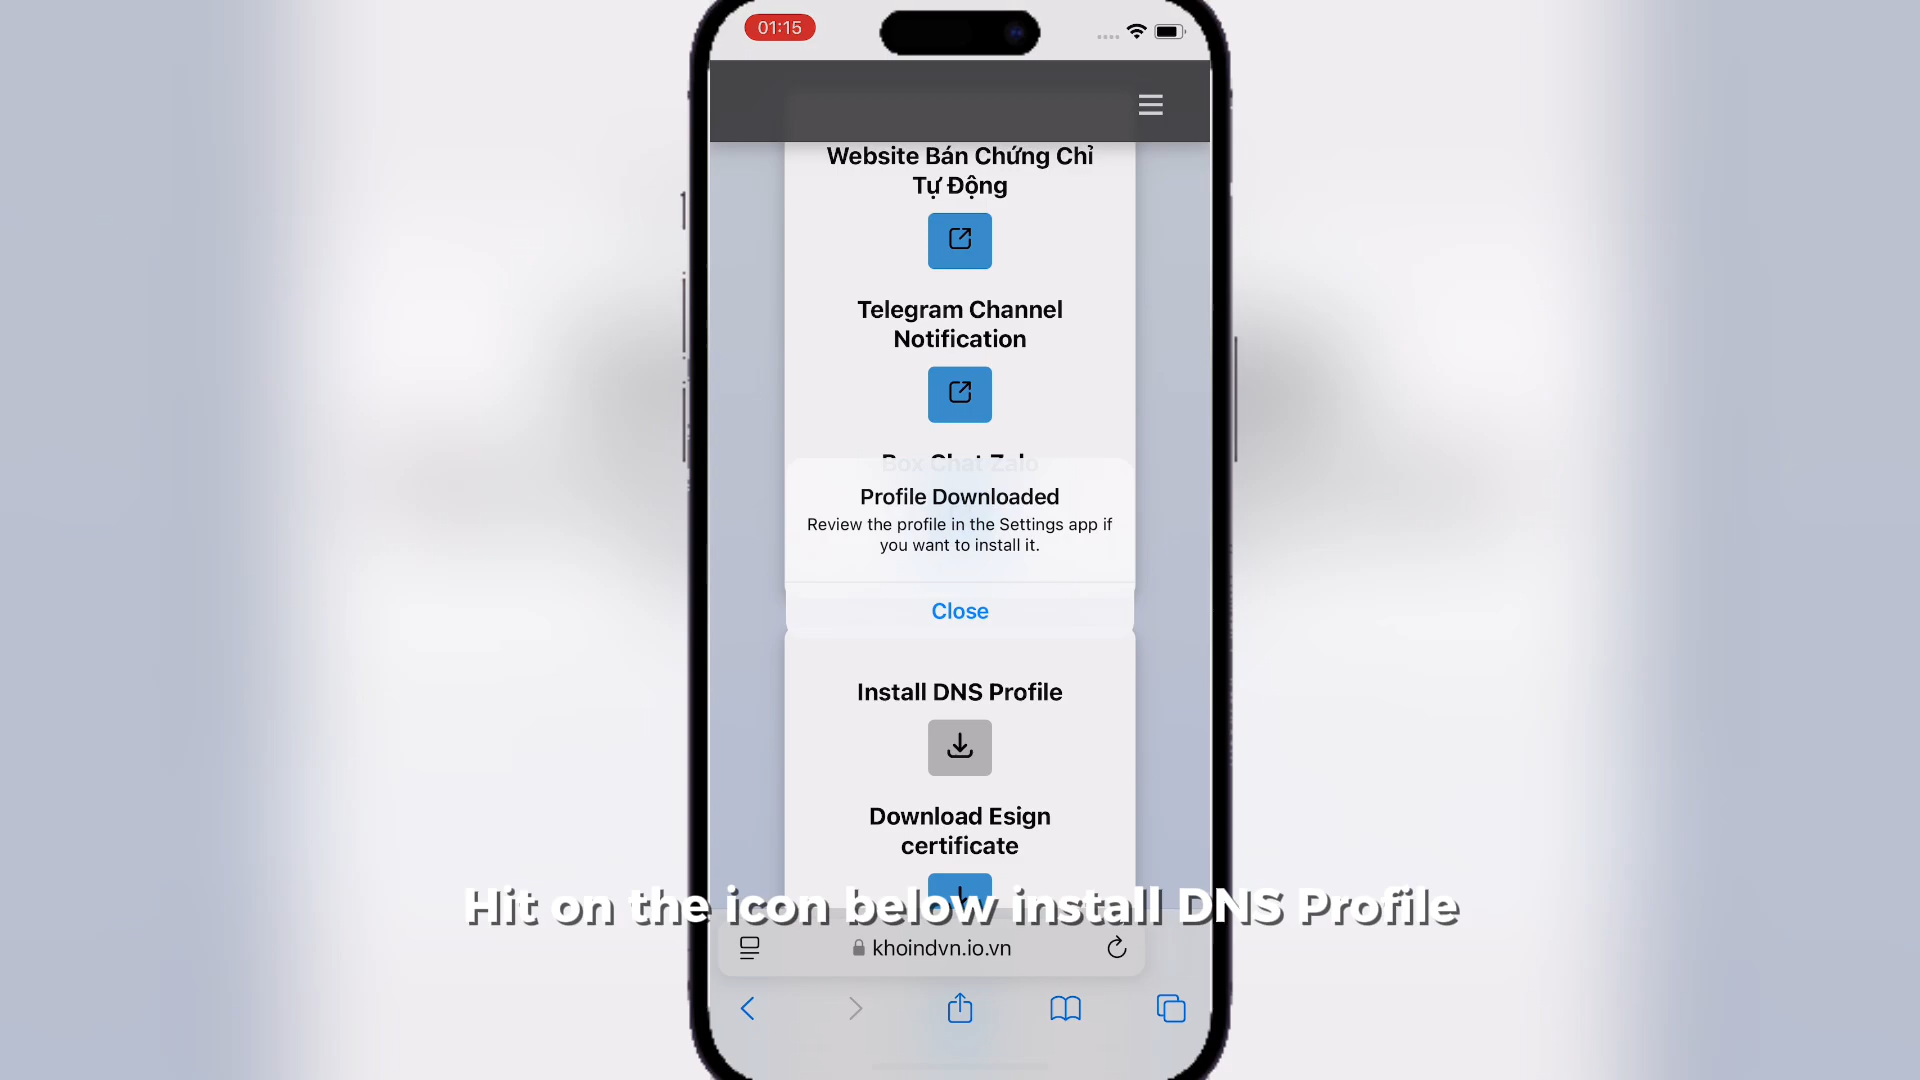 01:15
Website Bán Chứng Chỉ
Tự Động
Telegram Channel
Notification
Box Chat Zalo
Profile Downloaded
Review the profile in the Settings app if
you want to install it.
Close
Install DNS Profile
Download Esign
certificate
Hit on the icon below install DNS Profile
khoindvn.io.vn